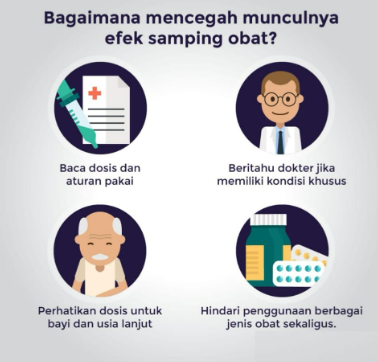 Bagaimana mencegah munculnya
efek samping obat?
Baca dosis dan
aturan pakai
Beritahu dokter jika
memiliki kondisi khusus
Perhatikan dosis untuk
bayi dan usia lanjut
Hindari penggunaan berbagai
jenis obat sekaligus.